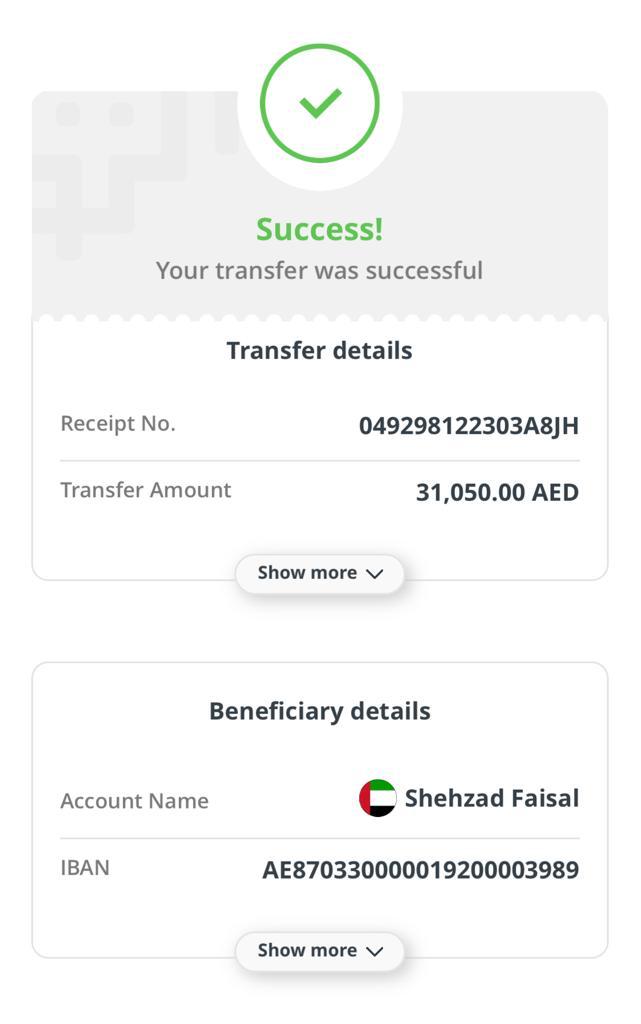 Success!
Your transfer was successful
Transfer details
Receipt No. 049298122303A8JH
Transfer Amount 31,050.00 AED
Show more
Beneficiary details
Account Name Shehzad Faisal
IBAN AE870330000019200003989
Show more